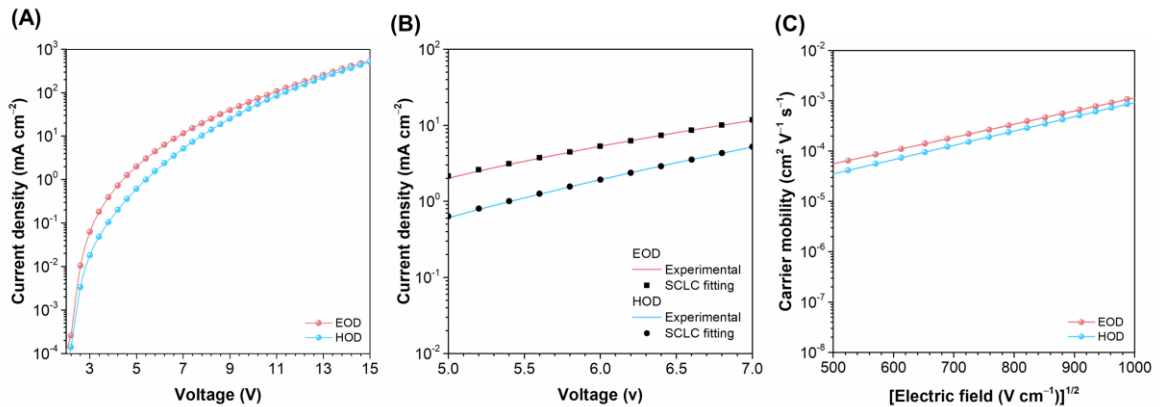 (A)
Current density (mA cm⁻²)
10³
10²
10¹
10⁰
10⁻¹
10⁻²
10⁻³
10⁻⁴
3
5
7
9
11
13
15
Voltage (V)
EOD
HOD
(B)
Current density (mA cm⁻²)
10²
10¹
10⁰
10⁻¹
10⁻²
5.0
5.5
6.0
6.5
7.0
Voltage (v)
EOD
Experimental
SCLC fitting
HOD
Experimental
SCLC fitting
(C)
Carrier mobility (cm² V⁻¹ s⁻¹)
10⁻²
10⁻³
10⁻⁴
10⁻⁵
10⁻⁶
10⁻⁷
10⁻⁸
500
600
700
800
900
1000
[Electric field (V cm⁻¹)]¹ᐟ²
EOD
HOD